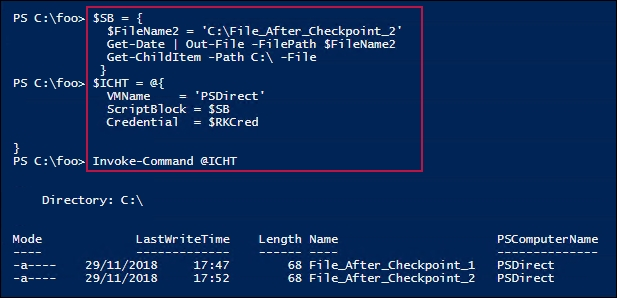 PS C:\foo> $SB = {
$FileName2 = 'C:\File_After_Checkpoint_2'
Get-Date | Out-File -FilePath $FileName2
Get-ChildItem -Path C:\ -File
}
PS C:\foo> $ICHT = @{
VMName = 'PSDirect'
ScriptBlock = $SB
Credential = $RKCred
}
PS C:\foo> Invoke-Command @ICHT
Directory: C:\
Mode LastWriteTime Length Name PSComputerName
---- ------------- ------ ---- --------------
-a---- 29/11/2018 17:47 68 File_After_Checkpoint_1 PSDirect
-a---- 29/11/2018 17:52 68 File_After_Checkpoint_2 PSDirect